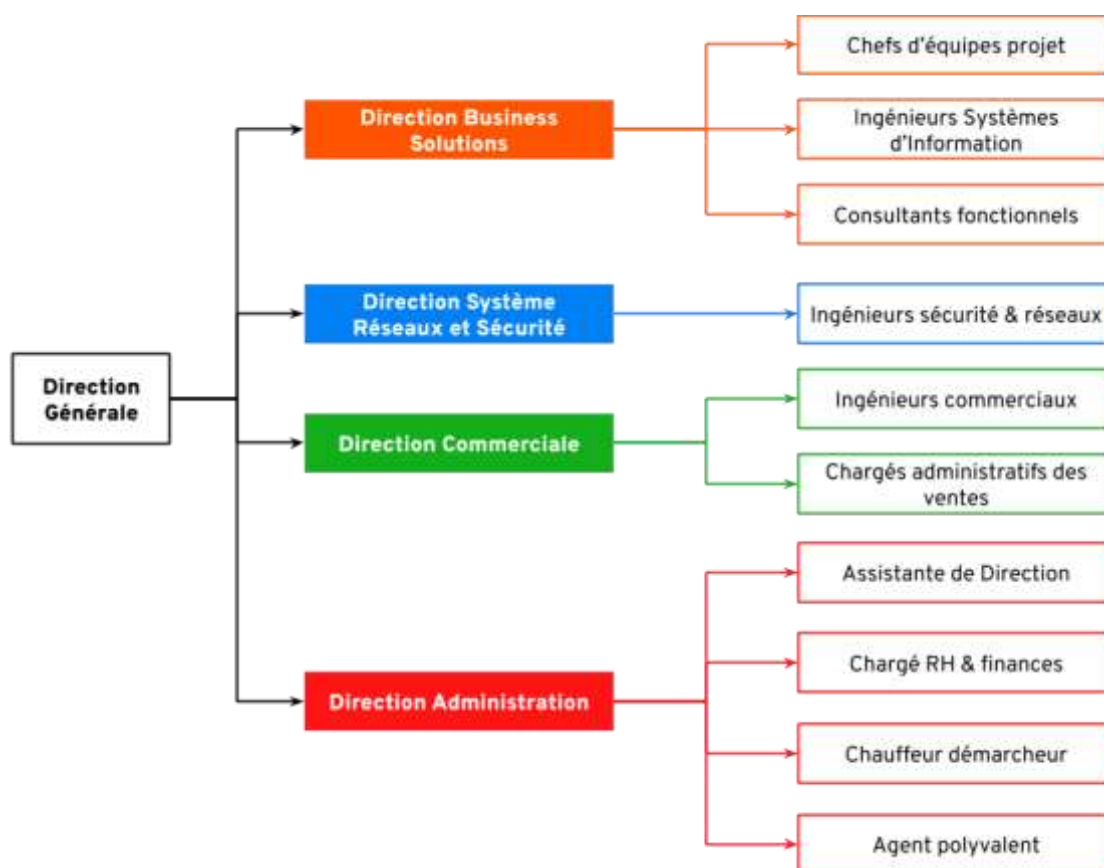 Direction
Générale
Direction Business
Solutions
Chefs d'équipes projet
Ingénieurs Systèmes
d'Information
Consultants fonctionnels
Direction Système
Réseaux et Sécurité
Ingénieurs sécurité & réseaux
Direction Commerciale
Ingénieurs commerciaux
Chargés administratifs des
ventes
Direction Administration
Assistante de Direction
Chargé RH & finances
Chauffeur démarcheur
Agent polyvalent